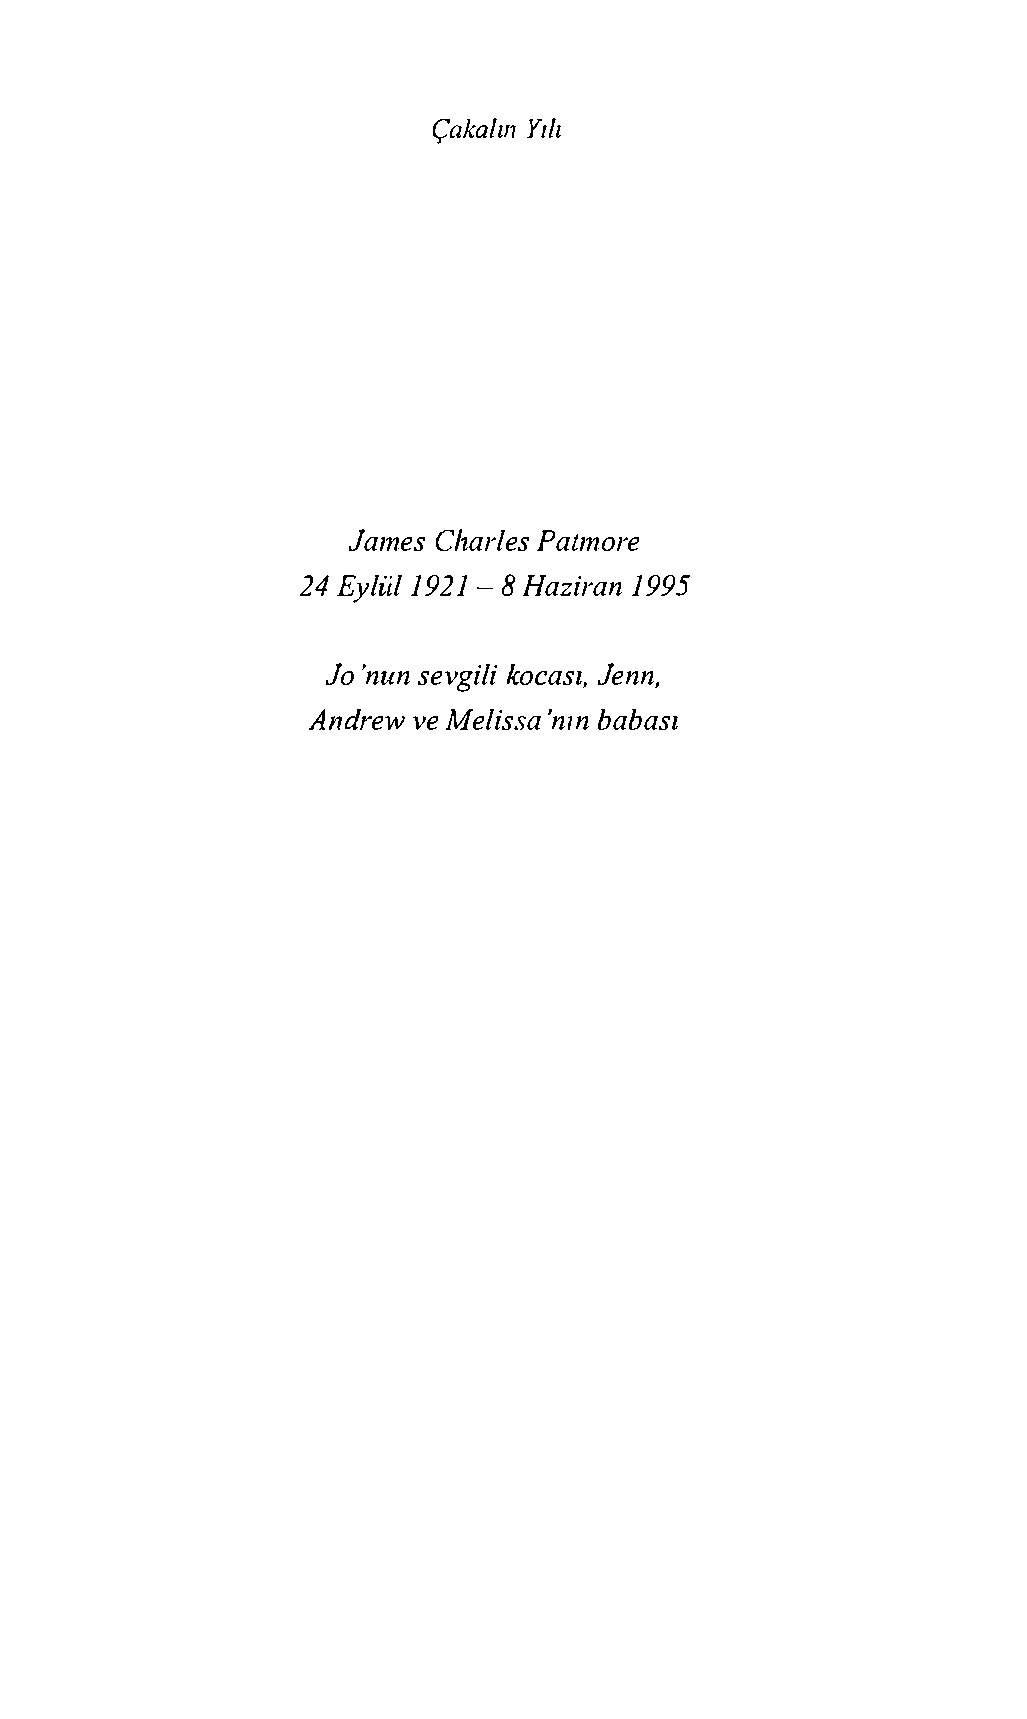 Çakalın Yılı
James Charles Patmore
24 Eylül 1921 – 8 Haziran 1995
Jo'nun sevgili kocası, Jenn,
Andrew ve Melissa'nın babası